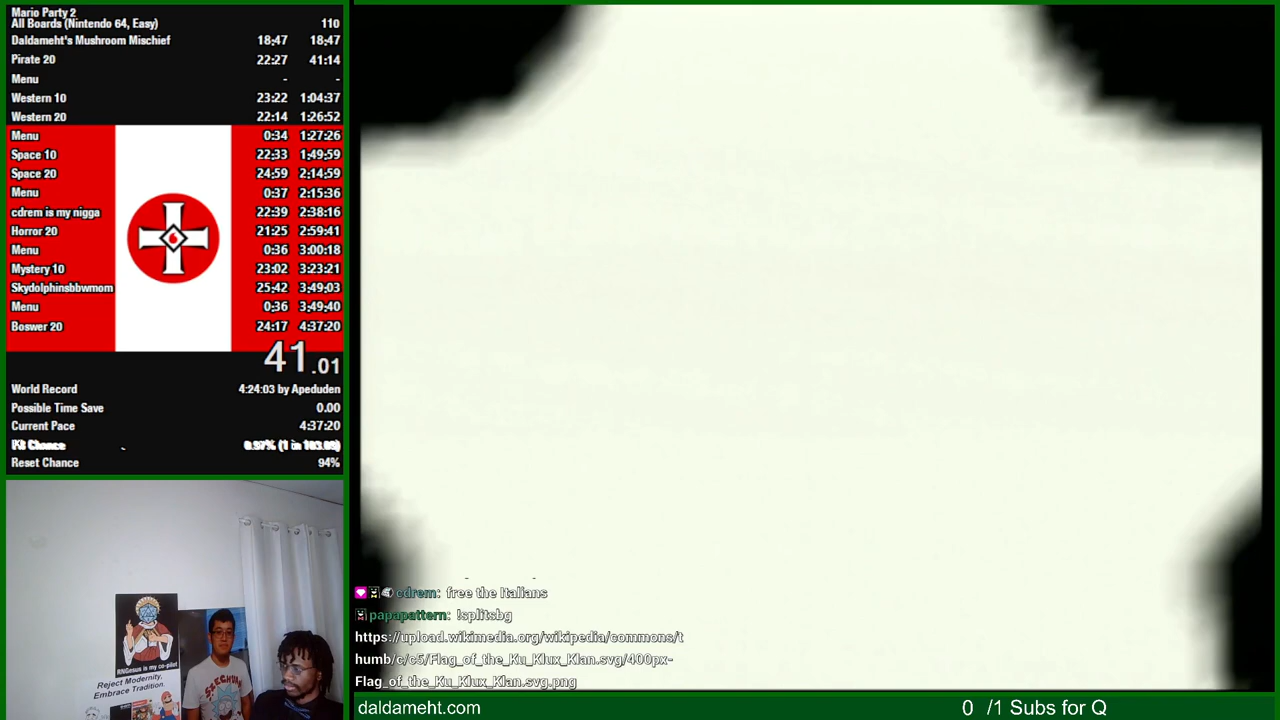 Mario Party 2
All Boards (Nintendo 64, Easy) 110
Daldameht's Mushroom Mischief 18;47 18;47
Pirate 20 22:27 41:14
Menu - -
Western 10 23:22 1:04:37
Western 20 22:14 1:26:52
Menu 0:34 1:27:26
Space 10 22;33 1;49;59
Space 20 24;59 2:14;59
Menu 0:37 2:15:36
cdrem is my nigga 22:39 2:38:16
Horror 20 21:25 2:59:41
Menu 0:36 3:00:18
Mystery 10 23:02 3:23:21
Skydolphinsbbwmom 25;42 3;49;03
Menu 0:36 3:49:40
Boswer 20 24:17 4:37:20
41.01
World Record 4:24:03 by Apeduden
Possible Time Save 0.00
Current Pace 4:37:20
Reset Chance 94%
RNGesus is my co-pilot
Reject Modernity,
Embrace Tradition.
cdrem: free the Italians
papapattern: !splitsbg
https://upload.wikimedia.org/wikipedia/commons/t
humb/c/c5/Flag_of_the_Ku_Klux_Klan.svg/400px-
Flag_of_the_Ku_Klux_Klan.svg.png
daldameht.com 0 /1 Subs for Q